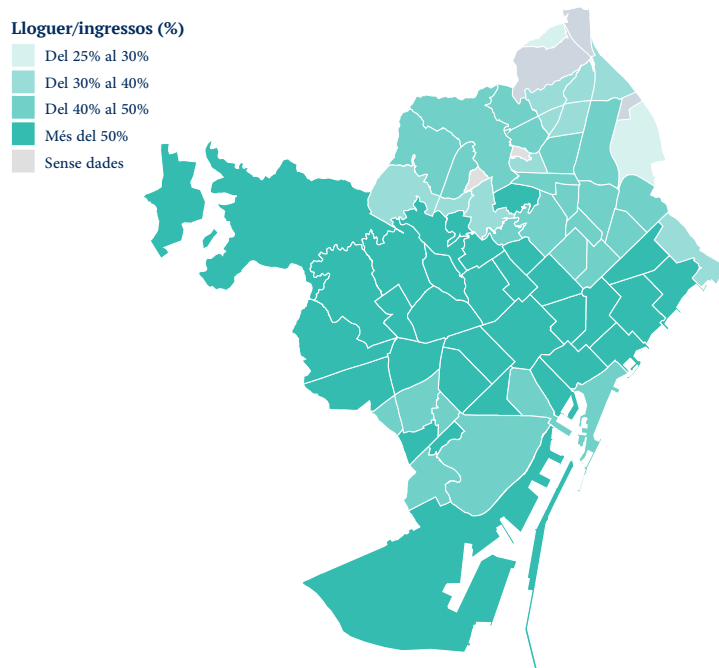 Lloguer/ingressos (%)
Del 25% al 30%
Del 30% al 40%
Del 40% al 50%
Més del 50%
Sense dades